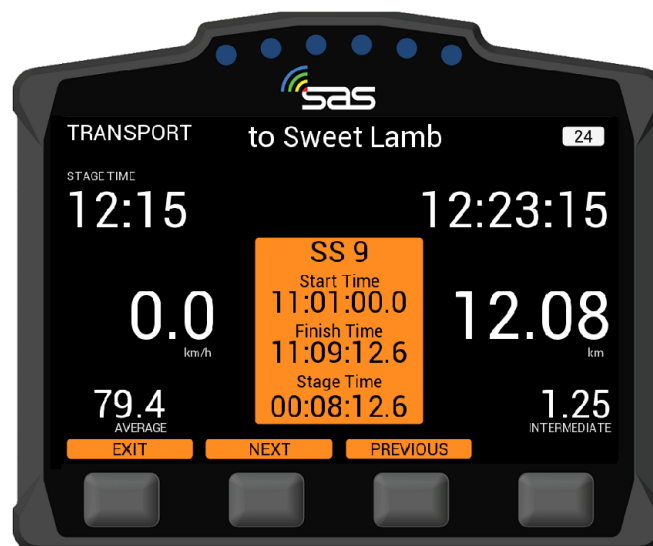 sas
TRANSPORT to Sweet Lamb 24
STAGE TIME
12:15 12:23:15
SS 9
Start Time
11:01:00.0
Finish Time
11:09:12.6
Stage Time
00:08:12.6
0.0
km/h
12.08
km
79.4
AVERAGE
1.25
INTERMEDIATE
EXIT NEXT PREVIOUS